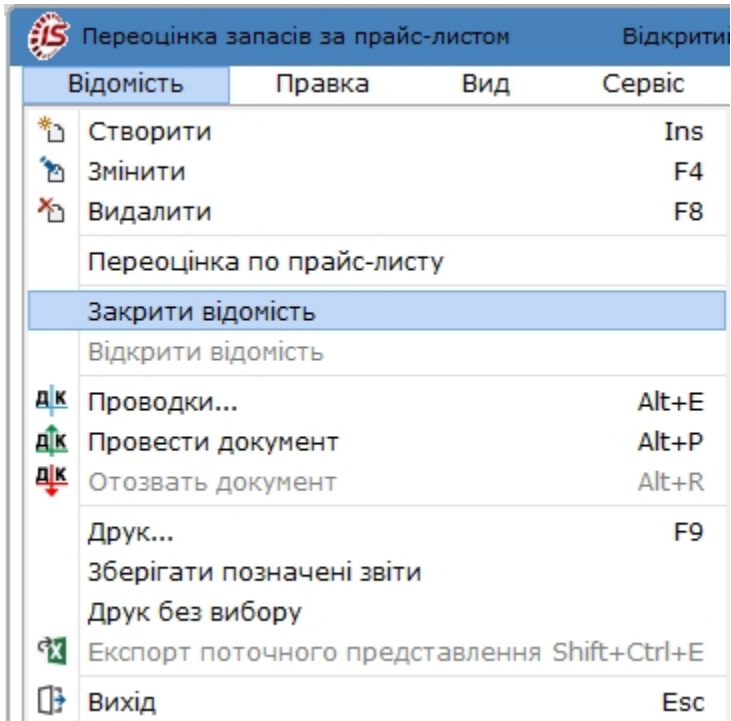 Переоцінка запасів за прайс-листом Відкритий
Відомість Правка Вид Сервіс
Створити Ins
Змінити F4
Видалити F8
Переоцінка по прайс-листу
Закрити відомість
Відкрити відомість
Проводки... Alt+E
Провести документ Alt+P
Отозвать документ Alt+R
Друк... F9
Зберігати позначені звіти
Друк без вибору
Експорт поточного представлення Shift+Ctrl+E
Вихід Esc